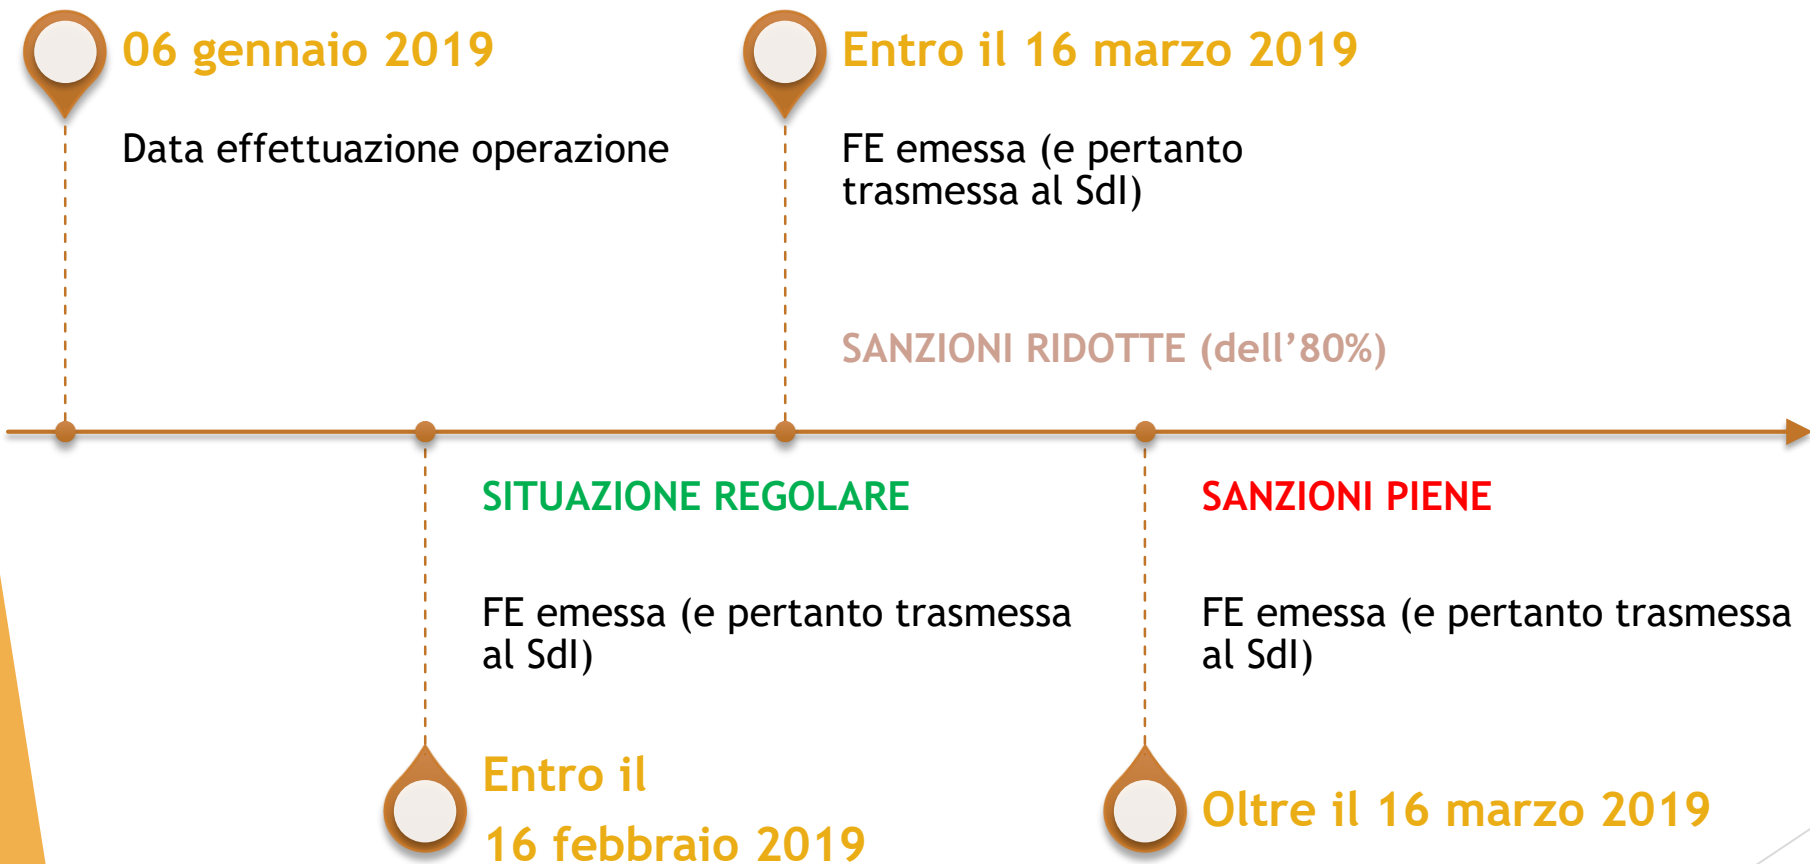 06 gennaio 2019
Data effettuazione operazione
Entro il 16 marzo 2019
FE emessa (e pertanto
trasmessa al SdI)
SANZIONI RIDOTTE (dell’80%)
SITUAZIONE REGOLARE
FE emessa (e pertanto trasmessa
al SdI)
Entro il
16 febbraio 2019
SANZIONI PIENE
FE emessa (e pertanto trasmessa
al SdI)
Oltre il 16 marzo 2019